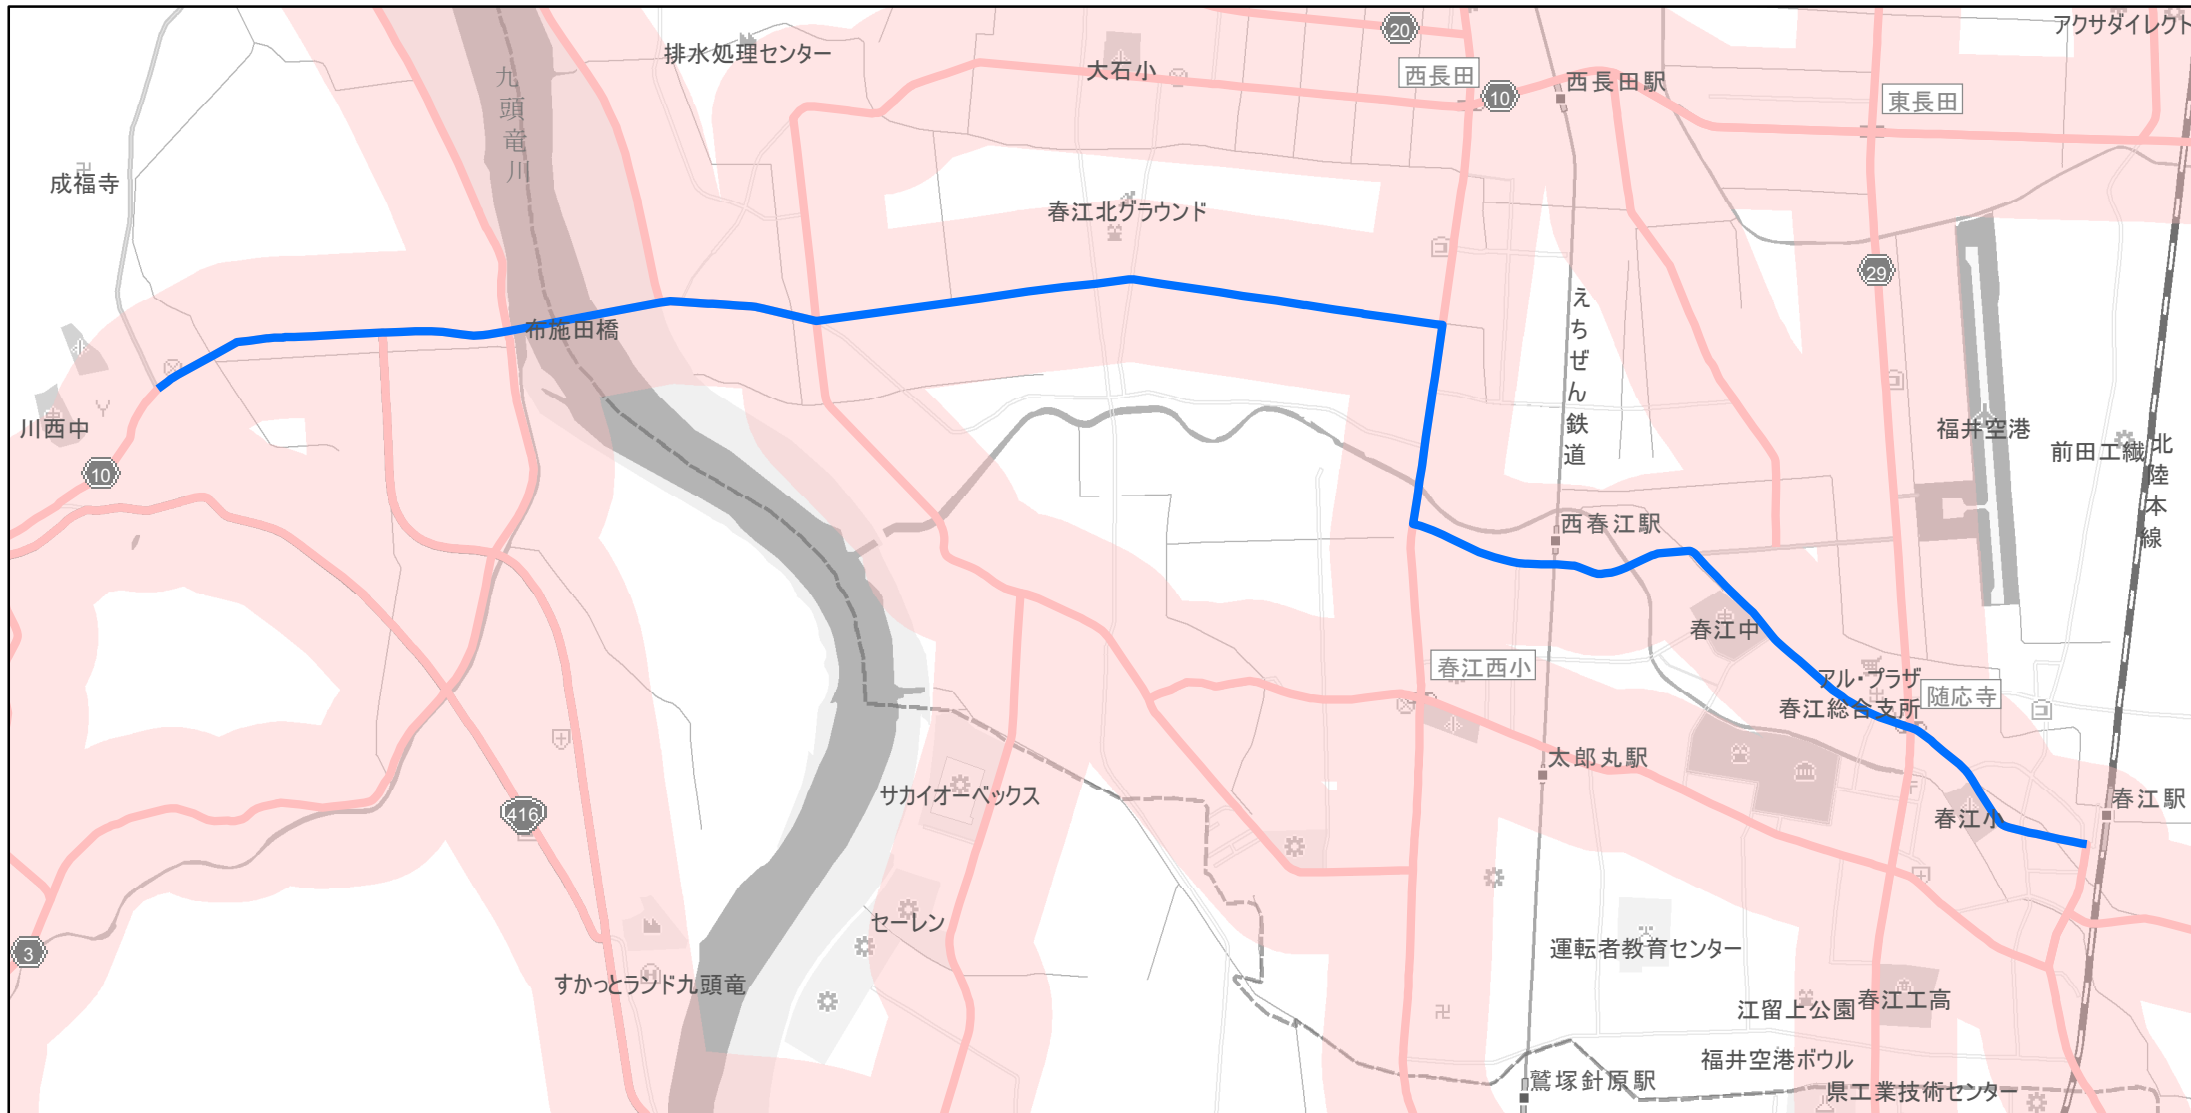 アクサダイレクト
20
排水処理センター
大石小
西長田
10
西長田駅
東長田
九頭竜川
成福寺
春江北グラウンド
29
布施田橋
えちぜん鉄道
川西中
10
福井空港
前田工繊
北陸本線
西春江駅
春江中
春江西小
アル・プラザ
随応寺
春江総合支所
太郎丸駅
サカイオーベックス
416
春江駅
春江小
セーレン
3
運転者教育センター
すかっとランド九頭竜
江留上公園
春江工高
福井空港ボウル
鷲塚針原駅
県工業技術センター